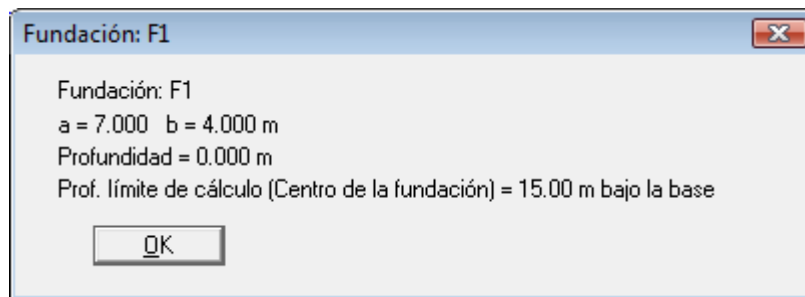 Fundación: F1
Fundación: F1
a = 7.000 b = 4.000 m
Profundidad = 0.000 m
Prof. límite de cálculo (Centro de la fundación) = 15.00 m bajo la base
OK